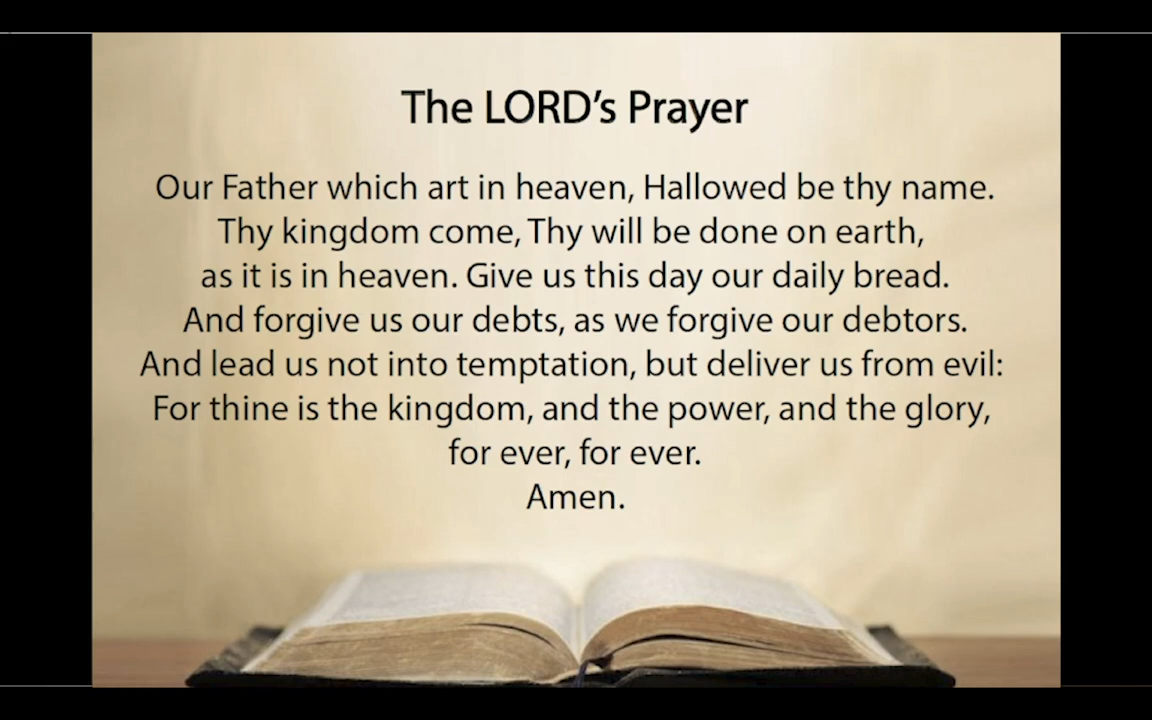 The LORD’s Prayer
Our Father which art in heaven, Hallowed be thy name.
Thy kingdom come, Thy will be done on earth,
as it is in heaven. Give us this day our daily bread.
And forgive us our debts, as we forgive our debtors.
And lead us not into temptation, but deliver us from evil:
For thine is the kingdom, and the power, and the glory,
for ever, for ever.
Amen.